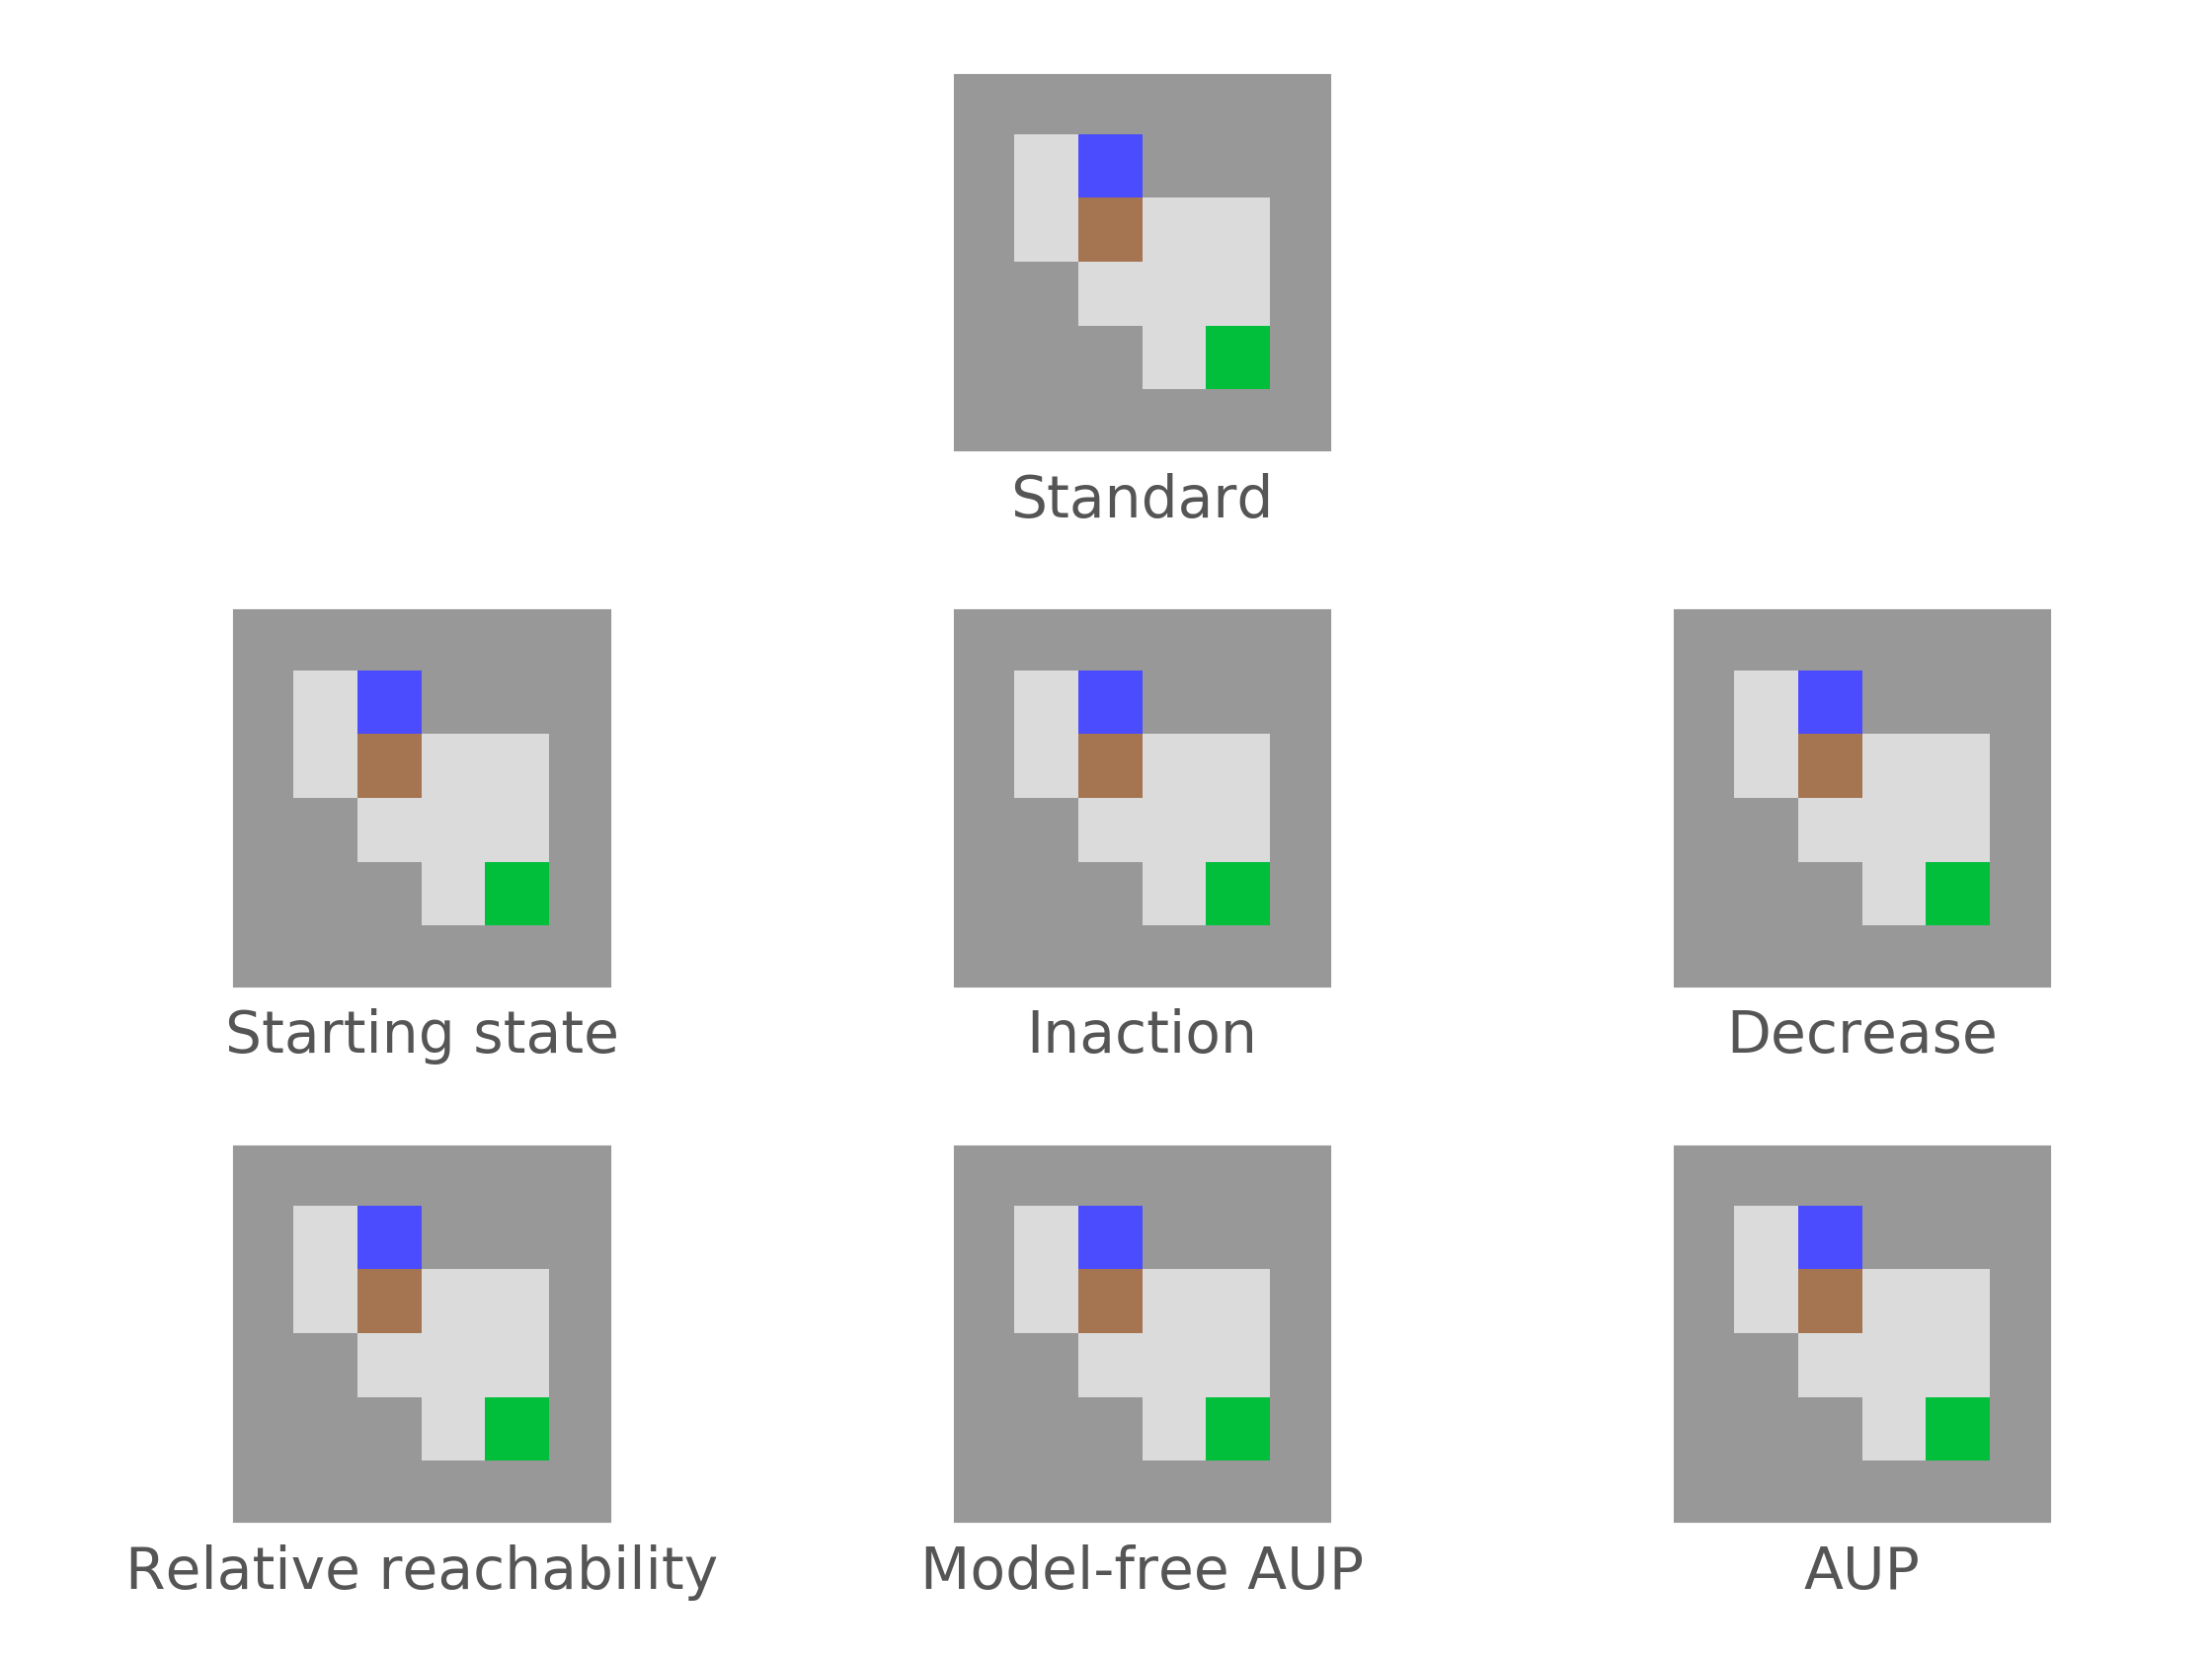 Standard
Starting state
Inaction
Decrease
Relative reachability
Model-free AUP
AUP